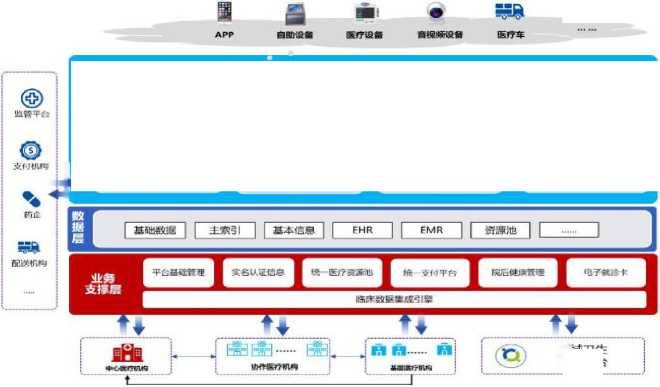 APP 自助设备 医疗设备 音视频设备 医疗车 ... ...
监管平台
支付机构
药企
配送机构
.....
数据层
基础数据 主索引 基本信息 EHR EMR 资源池 ......
业务支撑层
平台基础管理 实名认证信息 统一医疗资源池 统一支付平台 院后健康管理 电子就诊卡
临床数据集成引擎
...... ......
中心医疗机构 协作医疗机构 基层医疗机构